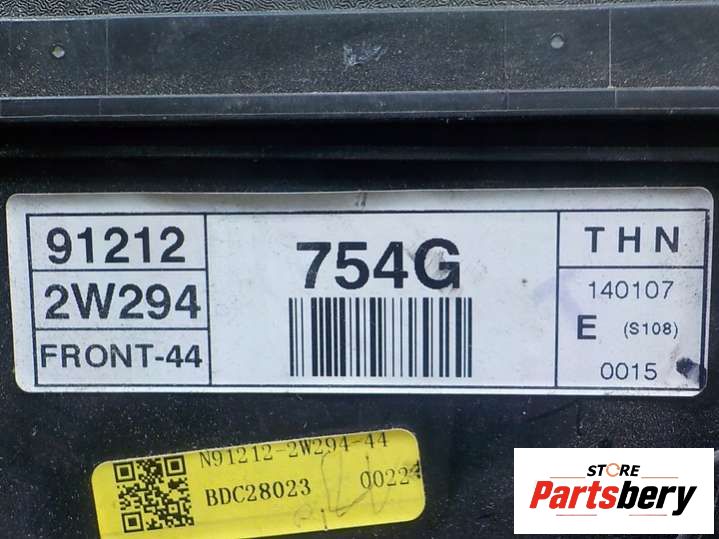 91212
2W294
FRONT-44
754G
THN
140107
E (S108)
0015
N91212-2W294-44
BDC28023 0022
STORE
Partsbery